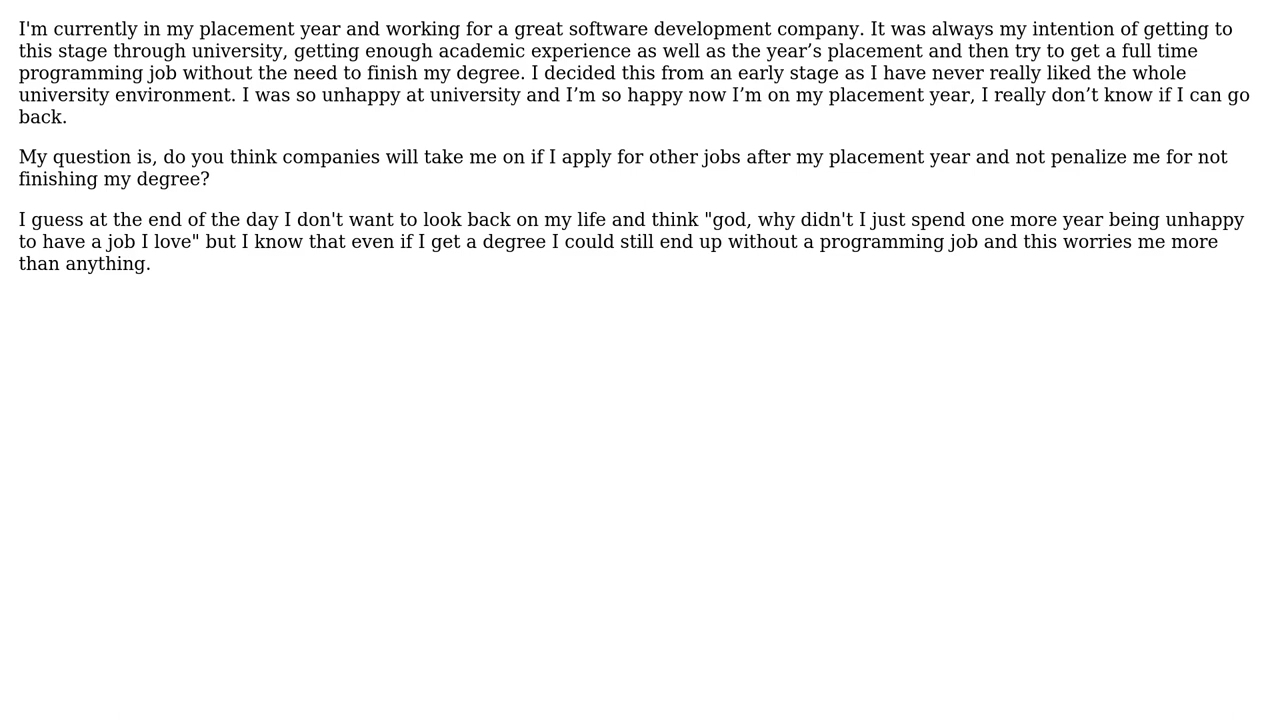 I'm currently in my placement year and working for a great software development company. It was always my intention of getting to
this stage through university, getting enough academic experience as well as the year’s placement and then try to get a full time
programming job without the need to finish my degree. I decided this from an early stage as I have never really liked the whole
university environment. I was so unhappy at university and I’m so happy now I’m on my placement year, I really don’t know if I can go
back.
My question is, do you think companies will take me on if I apply for other jobs after my placement year and not penalize me for not
finishing my degree?
I guess at the end of the day I don't want to look back on my life and think "god, why didn't I just spend one more year being unhappy
to have a job I love" but I know that even if I get a degree I could still end up without a programming job and this worries me more
than anything.